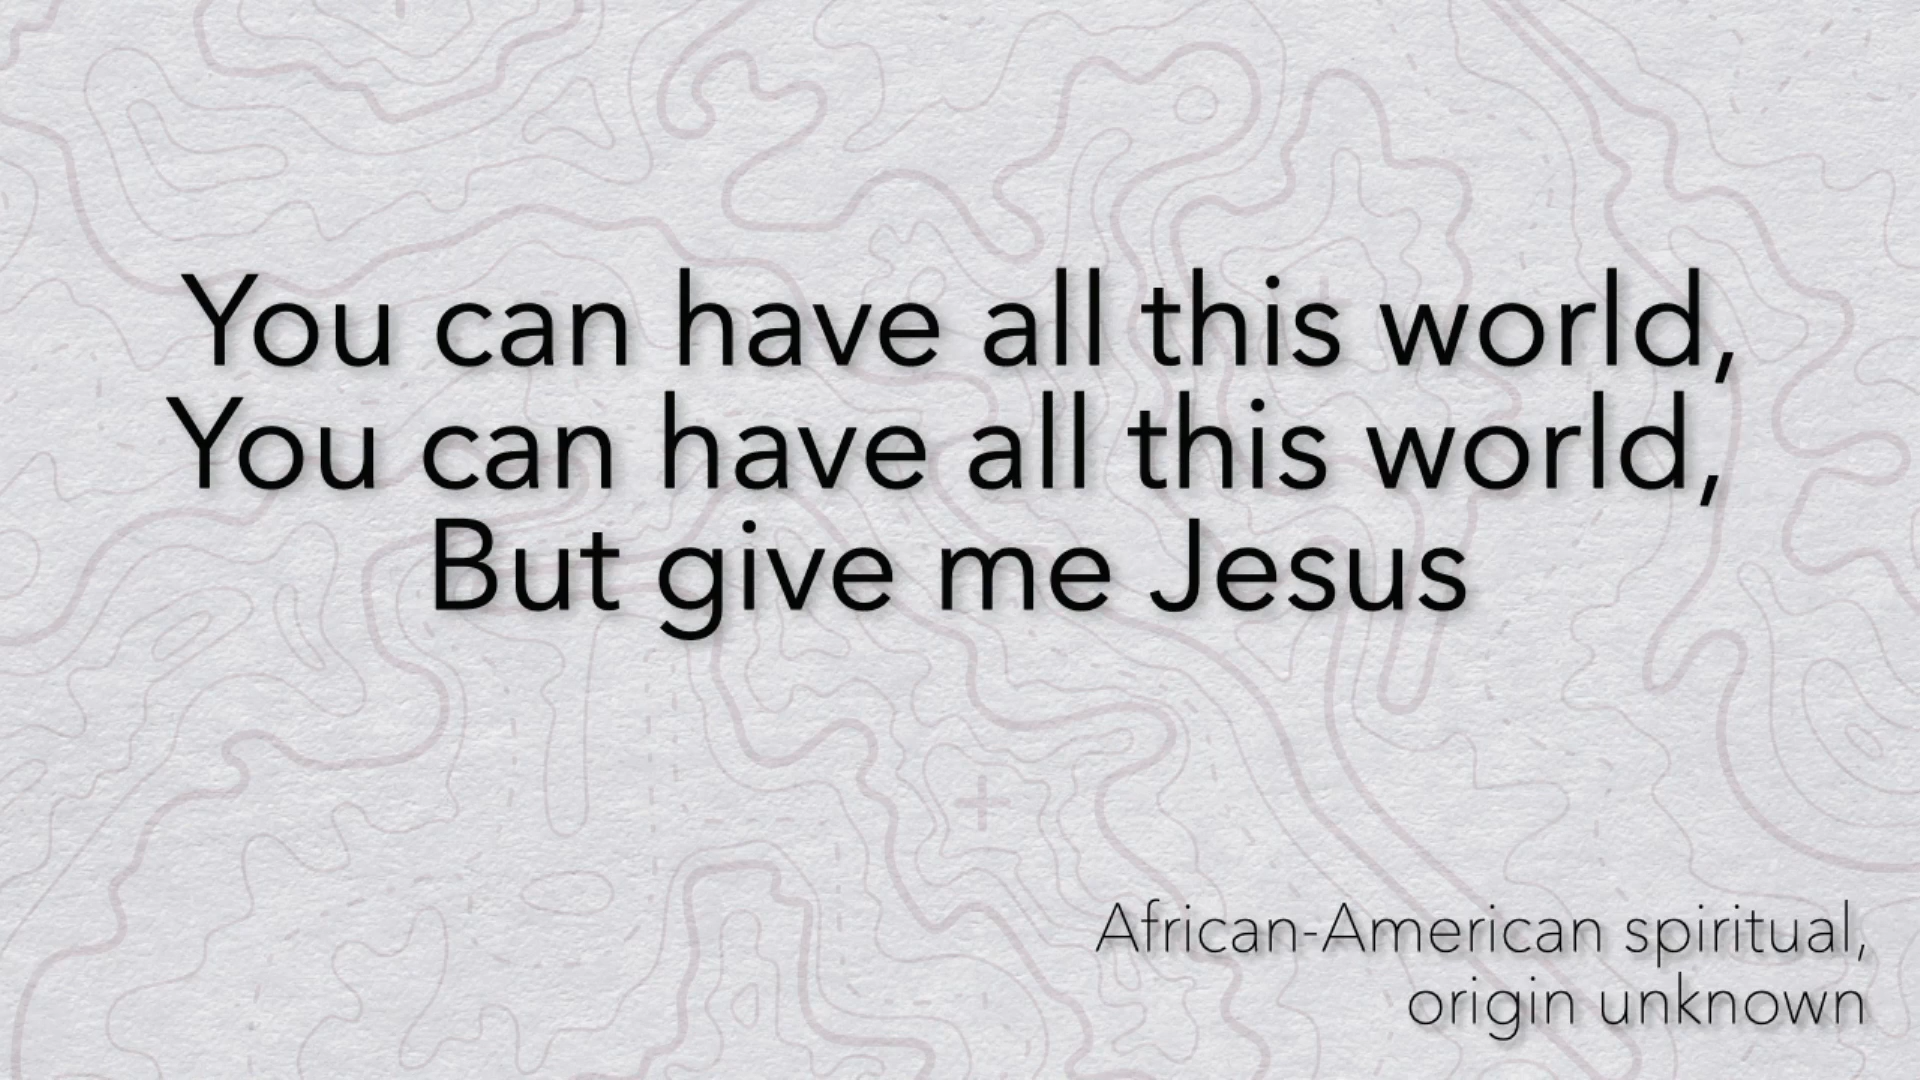 You can have all this world,
You can have all this world,
But give me Jesus
African-American spiritual,
origin unknown